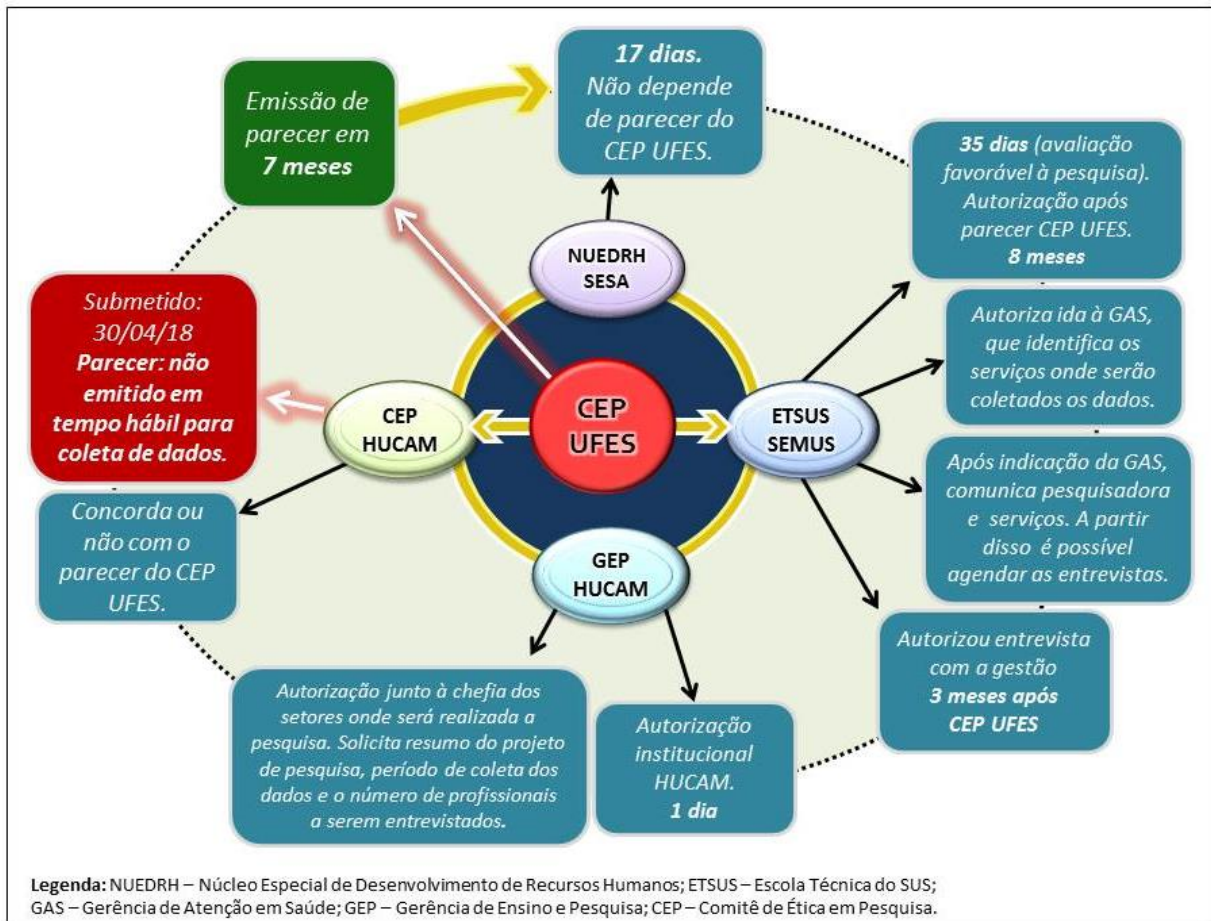 Emissão de
parecer em
7 meses
17 dias.
Não depende
de parecer do
CEP UFES.
35 dias (avaliação
favorável à pesquisa).
Autorização após
parecer CEP UFES.
8 meses
NUEDRH
SESA
Submetido:
30/04/18
Parecer: não
emitido em
tempo hábil para
coleta de dados.
Autoriza ida à GAS,
que identifica os
serviços onde serão
coletados os dados.
CEP
HUCAM
CEP
UFES
ETSUS
SEMUS
Concorda ou
não com o
parecer do CEP
UFES.
Após indicação da GAS,
comunica pesquisadora
e serviços. A partir
disso é possível
agendar as entrevistas.
GEP
HUCAM
Autorizou entrevista
com a gestão
3 meses após
CEP UFES
Autorização junto à chefia dos
setores onde será realizada a
pesquisa. Solicita resumo do projeto
de pesquisa, período de coleta dos
dados e o número de profissionais
a serem entrevistados.
Autorização
institucional
HUCAM.
1 dia
Legenda: NUEDRH – Núcleo Especial de Desenvolvimento de Recursos Humanos; ETSUS – Escola Técnica do SUS;
GAS – Gerência de Atenção em Saúde; GEP – Gerência de Ensino e Pesquisa; CEP – Comitê de Ética em Pesquisa.